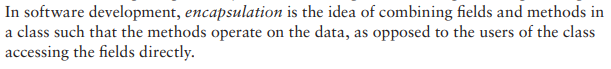 In software development, encapsulation is the idea of combining fields and methods in
a class such that the methods operate on the data, as opposed to the users of the class
accessing the fields directly.